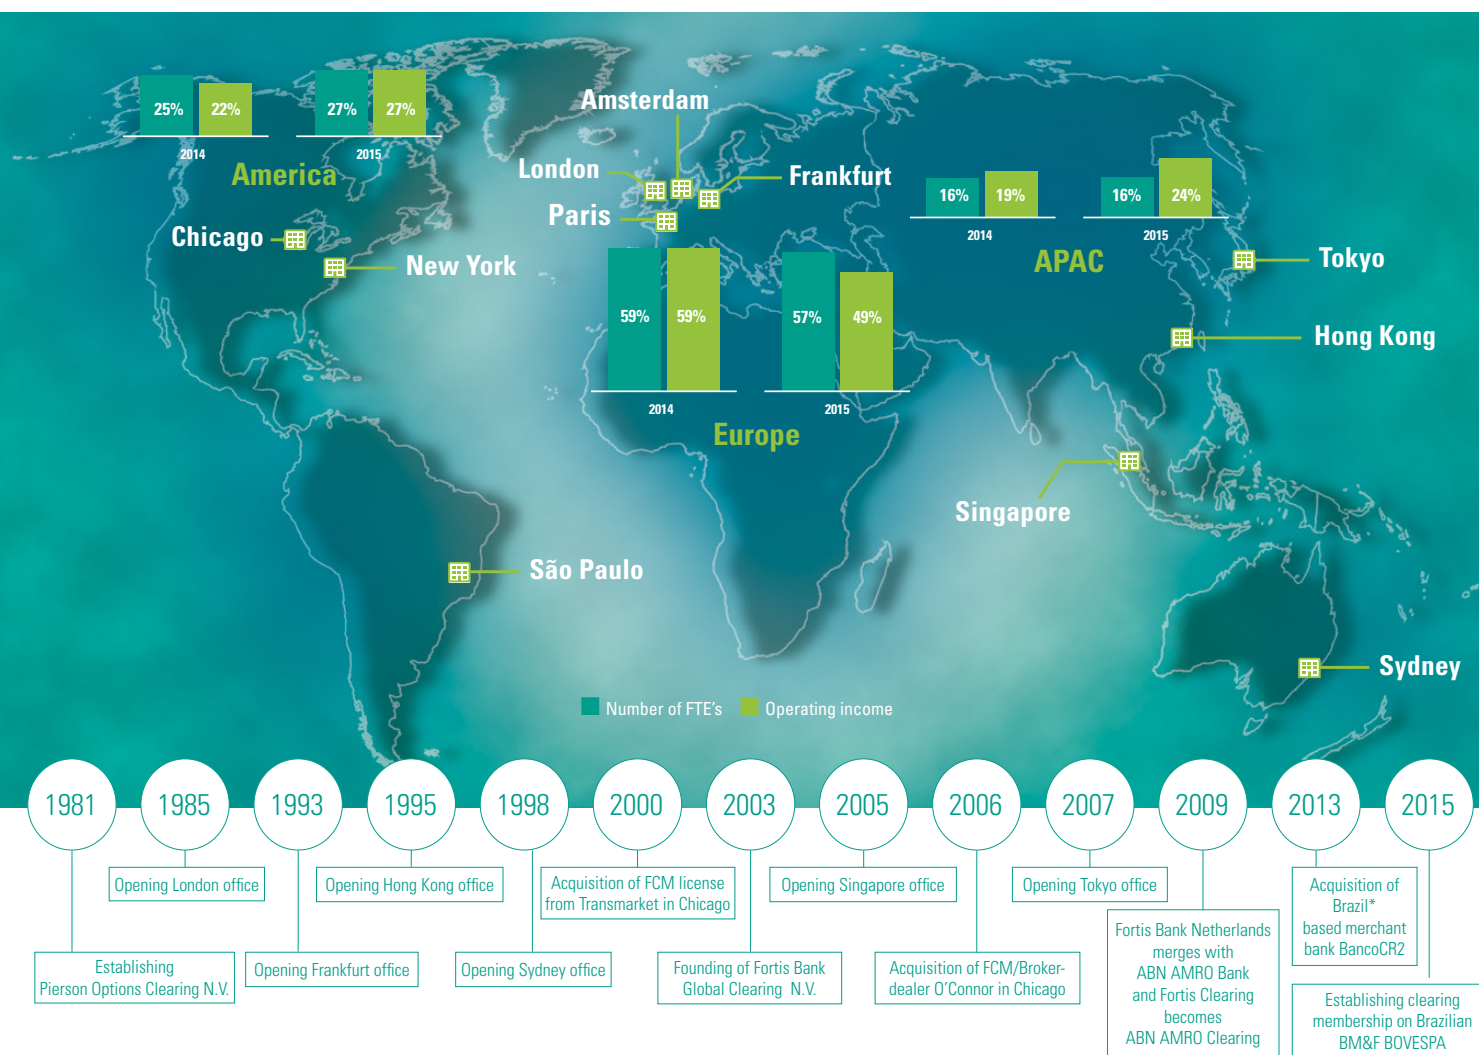 25%
22%
2014
27%
27%
2015
America
Amsterdam
London
Frankfurt
Paris
Chicago
New York
16%
19%
2014
16%
24%
2015
APAC
Tokyo
Hong Kong
59%
59%
2014
57%
49%
2015
Europe
Singapore
São Paulo
Sydney
Number of FTE's
Operating income
1981
1985
1993
1995
1998
2000
2003
2005
2006
2007
2009
2013
2015
Establishing
Pierson Options Clearing N.V.
Opening London office
Opening Frankfurt office
Opening Hong Kong office
Opening Sydney office
Acquisition of FCM license
from Transmarket in Chicago
Founding of Fortis Bank
Global Clearing N.V.
Opening Singapore office
Acquisition of FCM/Broker-
dealer O'Connor in Chicago
Opening Tokyo office
Fortis Bank Netherlands
merges with
ABN AMRO Bank
and Fortis Clearing
becomes
ABN AMRO Clearing
Acquisition of
Brazil*
based merchant
bank BancoCR2
Establishing clearing
membership on Brazilian
BM&F BOVESPA